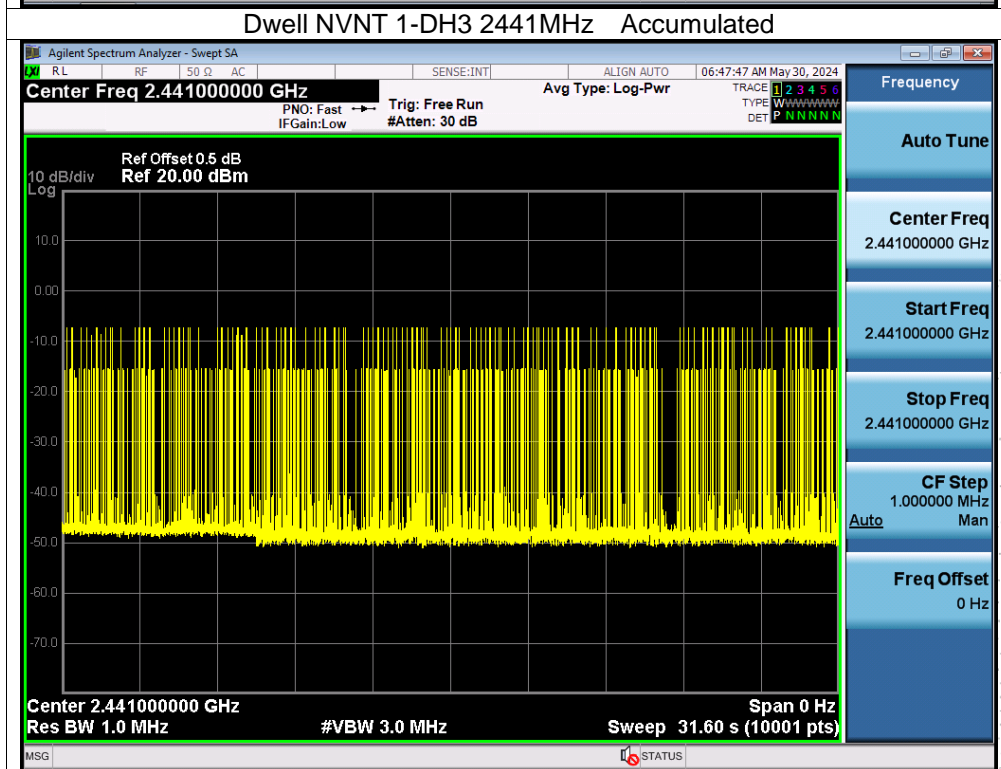 Dwell NVNT 1-DH3 2441MHz Accumulated
Agilent Spectrum Analyzer - Swept SA
LXI RL RF 50 Ω AC SENSE:INT ALIGN AUTO 06:47:47 AM May 30, 2024
Center Freq 2.441000000 GHz
PNO: Fast
IFGain:Low
Trig: Free Run
#Atten: 30 dB
Avg Type: Log-Pwr
TRACE 1 2 3 4 5 6
TYPE W
DET P N N N N N
Ref Offset 0.5 dB
10 dB/div Ref 20.00 dBm
Log
10.0
0.00
-10.0
-20.0
-30.0
-40.0
-50.0
-60.0
-70.0
Center 2.441000000 GHz
Span 0 Hz
Res BW 1.0 MHz
#VBW 3.0 MHz
Sweep 31.60 s (10001 pts)
MSG
STATUS
Frequency
Auto Tune
Center Freq
2.441000000 GHz
Start Freq
2.441000000 GHz
Stop Freq
2.441000000 GHz
CF Step
1.000000 MHz
Auto Man
Freq Offset
0 Hz